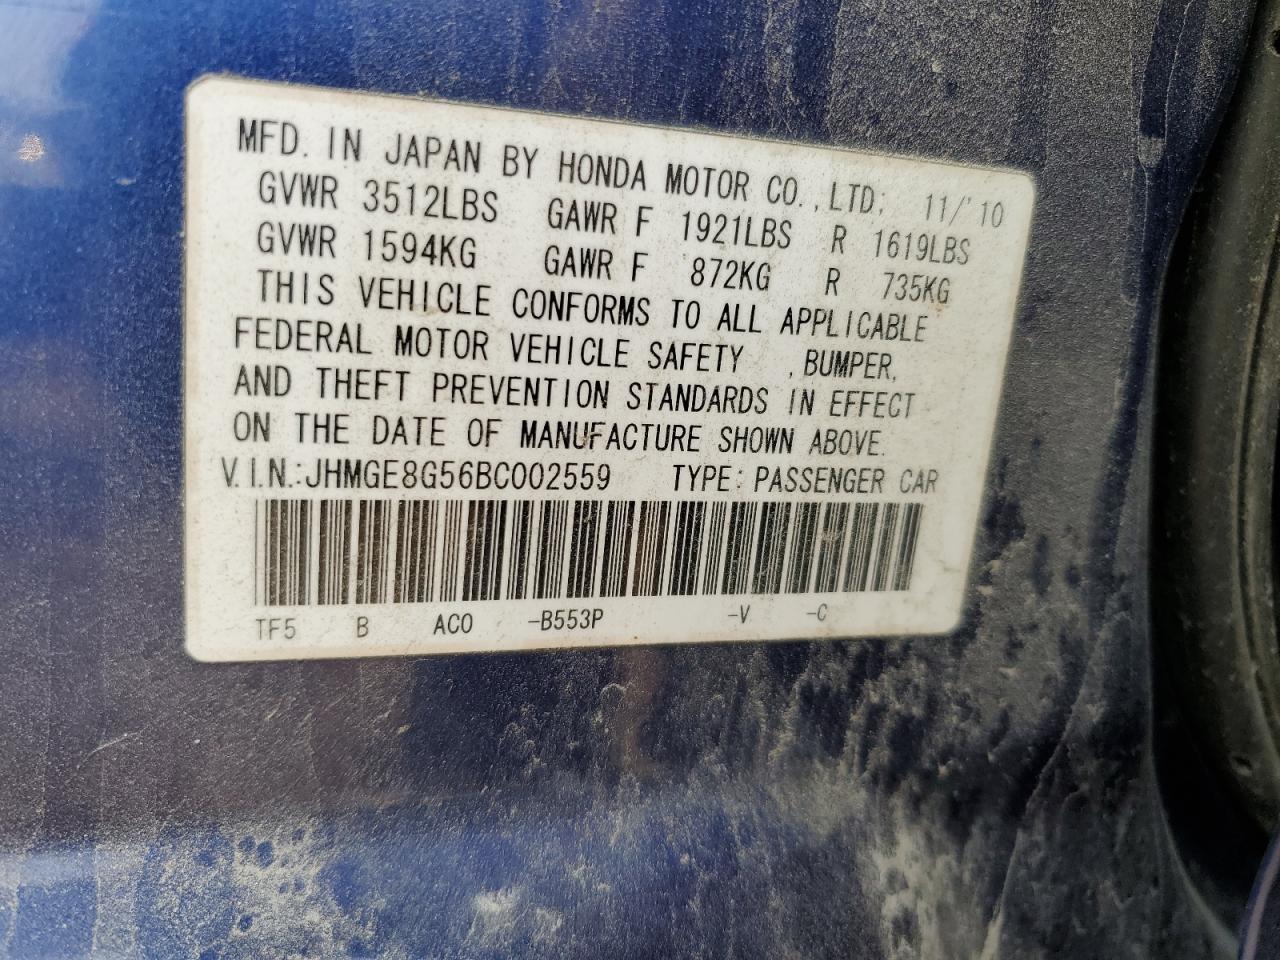 MFD. IN JAPAN BY HONDA MOTOR CO., LTD; 11/'10
GVWR 3512LBS GAWR F 1921LBS R 1619LBS
GVWR 1594KG GAWR F 872KG R 735KG
THIS VEHICLE CONFORMS TO ALL APPLICABLE
FEDERAL MOTOR VEHICLE SAFETY , BUMPER,
AND THEFT PREVENTION STANDARDS IN EFFECT
ON THE DATE OF MANUFACTURE SHOWN ABOVE.
V.I.N.:JHMGE8G56BC002559 TYPE: PASSENGER CAR
TF5 B AC0 -B553P -V -C